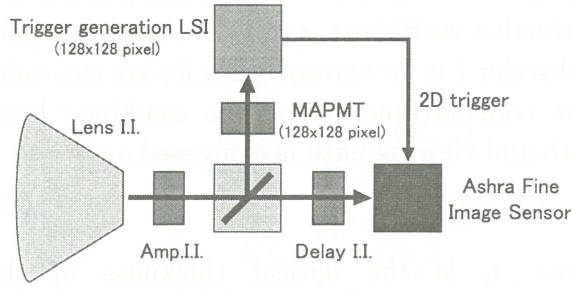 Trigger generation LSI
(128x128 pixel)
MAPMT
(128x128 pixel)
2D trigger
Lens I.I.
Ashra Fine
Image Sensor
Amp.I.I.
Delay I.I.